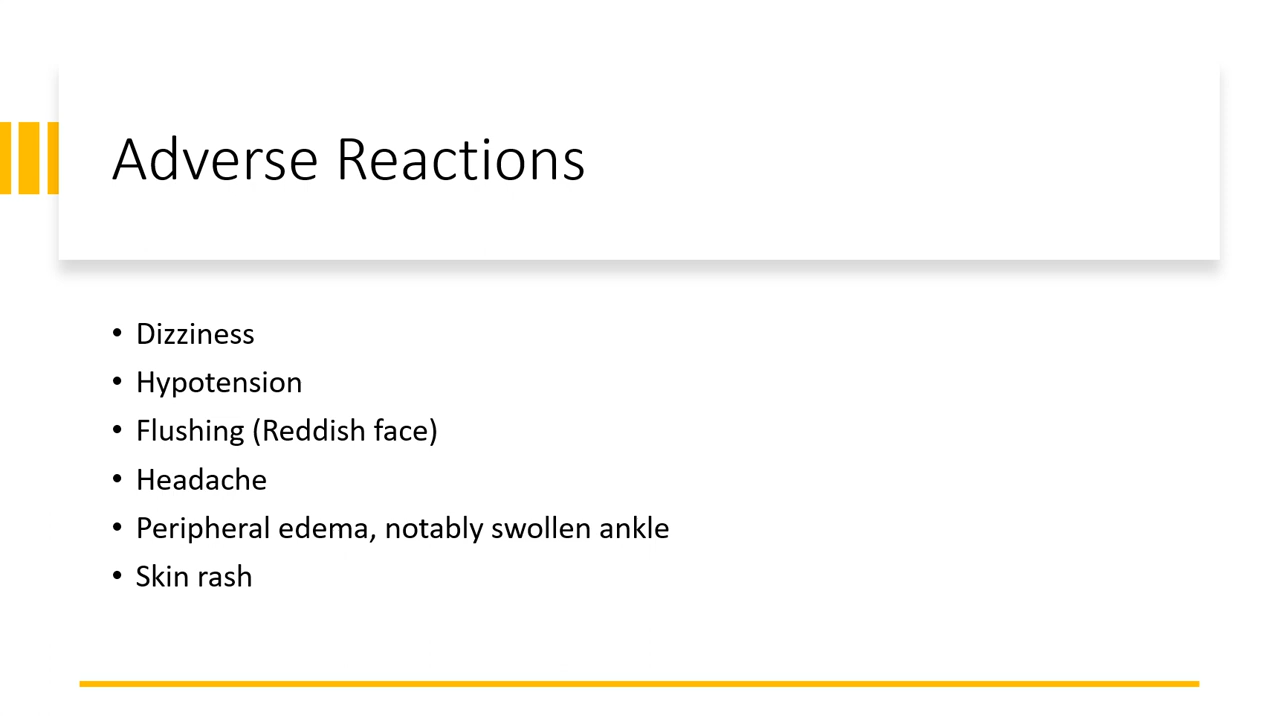 Adverse Reactions
• Dizziness
• Hypotension
• Flushing (Reddish face)
• Headache
• Peripheral edema, notably swollen ankle
• Skin rash